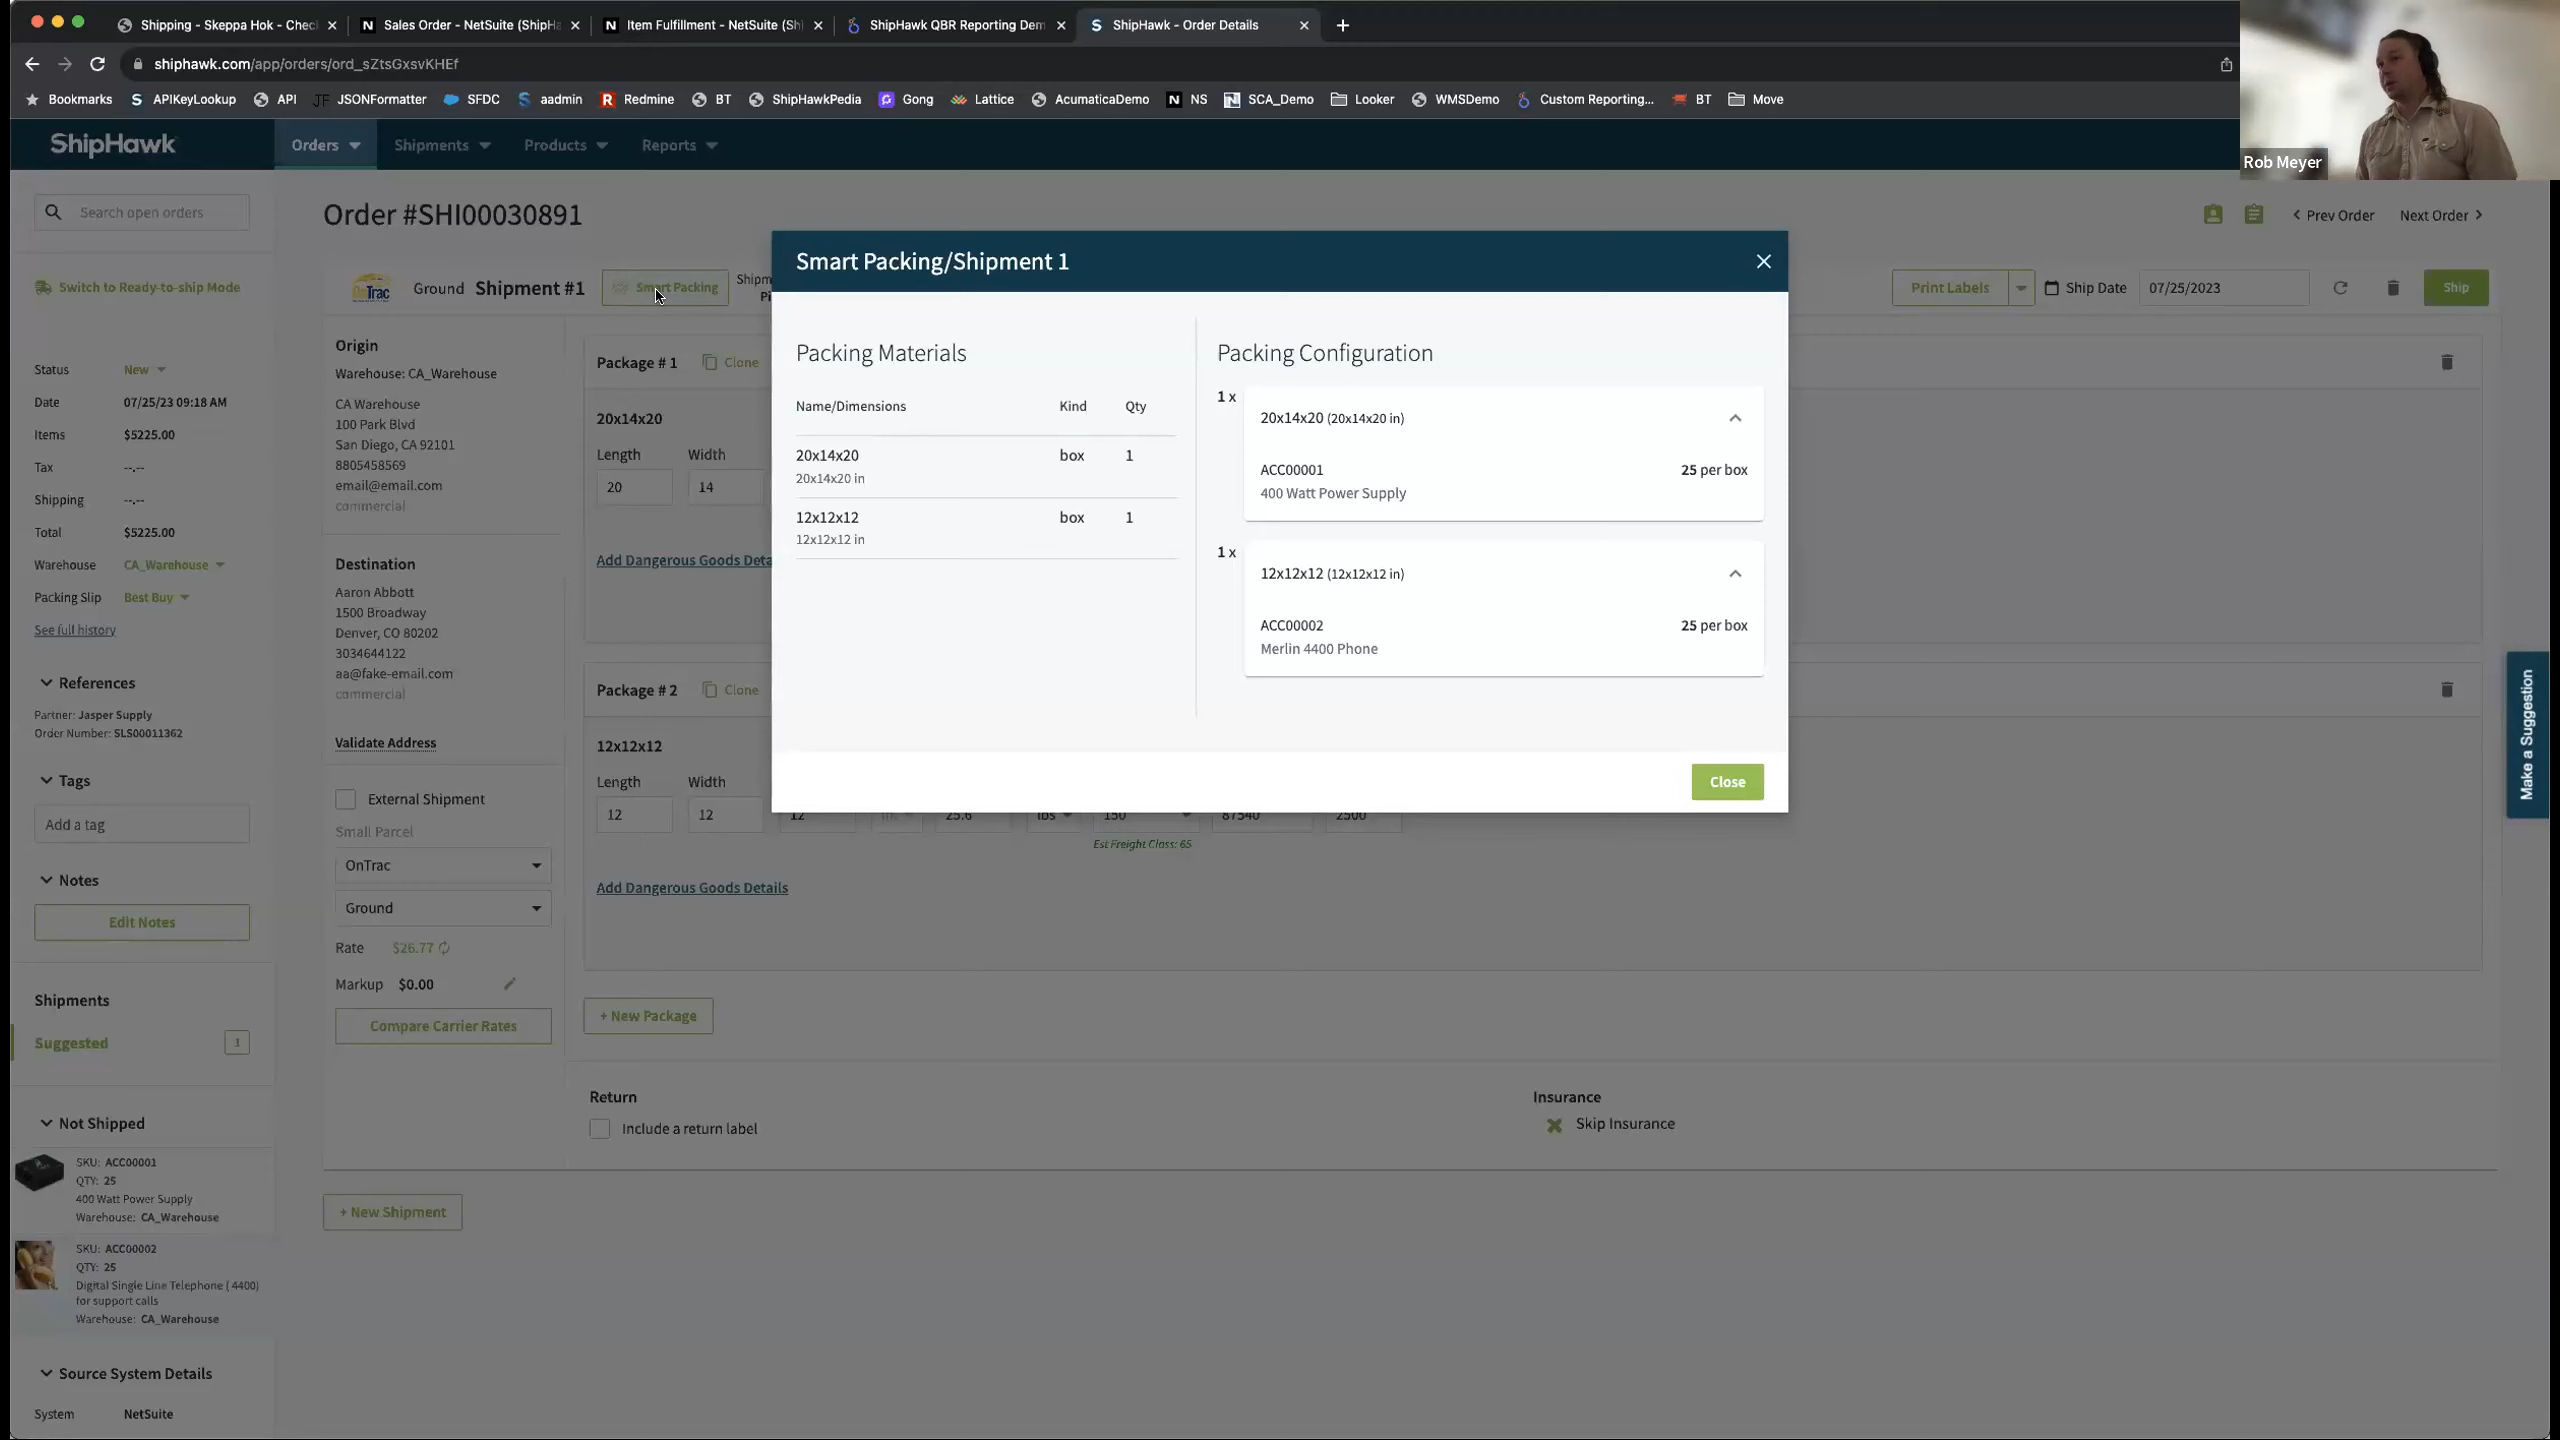 Shipping - Skeppa Hok - Chec
Sales Order - NetSuite (ShipHa
Item Fulfillment - NetSuite (Shi
ShipHawk QBR Reporting Dem
ShipHawk - Order Details
shiphawk.com/app/orders/ord_sZtsGxsvKHEf
Bookmarks
APIKeyLookup
API
JSONFormatter
SFDC
aadmin
Redmine
BT
ShipHawkPedia
Gong
Lattice
AcumaticaDemo
NS
SCA_Demo
Looker
WMSDemo
Custom Reporting...
BT
Move
Rob Meyer
ShipHawk
Orders
Shipments
Products
Reports
Search open orders
Order #SHI00030891
Prev Order
Next Order
Switch to Ready-to-ship Mode
OnTrac
Ground
Shipment #1
Smart Packing
Shipm
Pi
Print Labels
Ship Date
07/25/2023
Ship
Status New
Date 07/25/23 09:18 AM
Items $5225.00
Tax --.--
Shipping --.--
Total $5225.00
Warehouse CA_Warehouse
Packing Slip Best Buy
See full history
References
Partner: Jasper Supply
Order Number: SLS00011362
Tags
Add a tag
Notes
Edit Notes
Shipments
Suggested 1
Not Shipped
SKU: ACC00001
QTY: 25
400 Watt Power Supply
Warehouse: CA_Warehouse
SKU: ACC00002
QTY: 25
Digital Single Line Telephone ( 4400)
for support calls
Warehouse: CA_Warehouse
Source System Details
System NetSuite
Origin
Warehouse: CA_Warehouse
CA Warehouse
100 Park Blvd
San Diego, CA 92101
8805458569
email@email.com
commercial
Destination
Aaron Abbott
1500 Broadway
Denver, CO 80202
3034644122
aa@fake-email.com
commercial
Validate Address
External Shipment
Small Parcel
OnTrac
Ground
Rate $26.77
Markup $0.00
Compare Carrier Rates
Package # 1
Clone
20x14x20
Length Width
20 14
Add Dangerous Goods Deta
Package # 2
Clone
12x12x12
Length Width
12 12 12 in. 25.6 lbs 150 87540 2500
Est Freight Class: 65
Add Dangerous Goods Details
+ New Package
Return
Include a return label
Insurance
Skip Insurance
+ New Shipment
Smart Packing/Shipment 1
Packing Materials
Name/Dimensions Kind Qty
20x14x20 box 1
20x14x20 in
12x12x12 box 1
12x12x12 in
Packing Configuration
1 x
20x14x20 (20x14x20 in)
ACC00001 25 per box
400 Watt Power Supply
1 x
12x12x12 (12x12x12 in)
ACC00002 25 per box
Merlin 4400 Phone
Close
Make a Suggestion